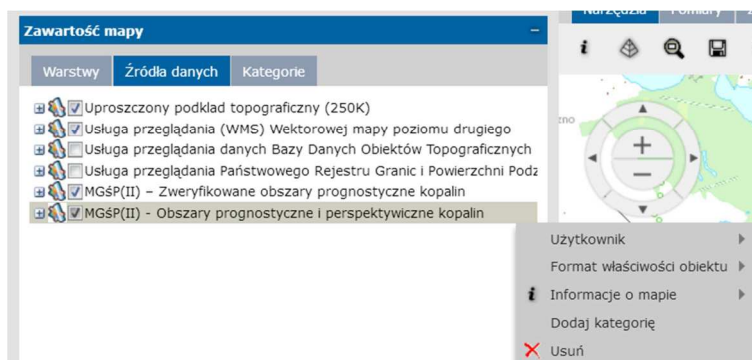 Narzędzia Pomiary
Zawartość mapy
Warstwy Źródła danych Kategorie
Uproszczony podkład topograficzny (250K)
Usługa przeglądania (WMS) Wektorowej mapy poziomu drugiego
Usługa przeglądania danych Bazy Danych Obiektów Topograficznych
Usługa przeglądania Państwowego Rejestru Granic i Powierzchni Podz
MGśP(II) – Zweryfikowane obszary prognostyczne kopalin
MGśP(II) - Obszary prognostyczne i perspektywiczne kopalin
Użytkownik
Format właściwości obiektu
Informacje o mapie
Dodaj kategorię
Usuń